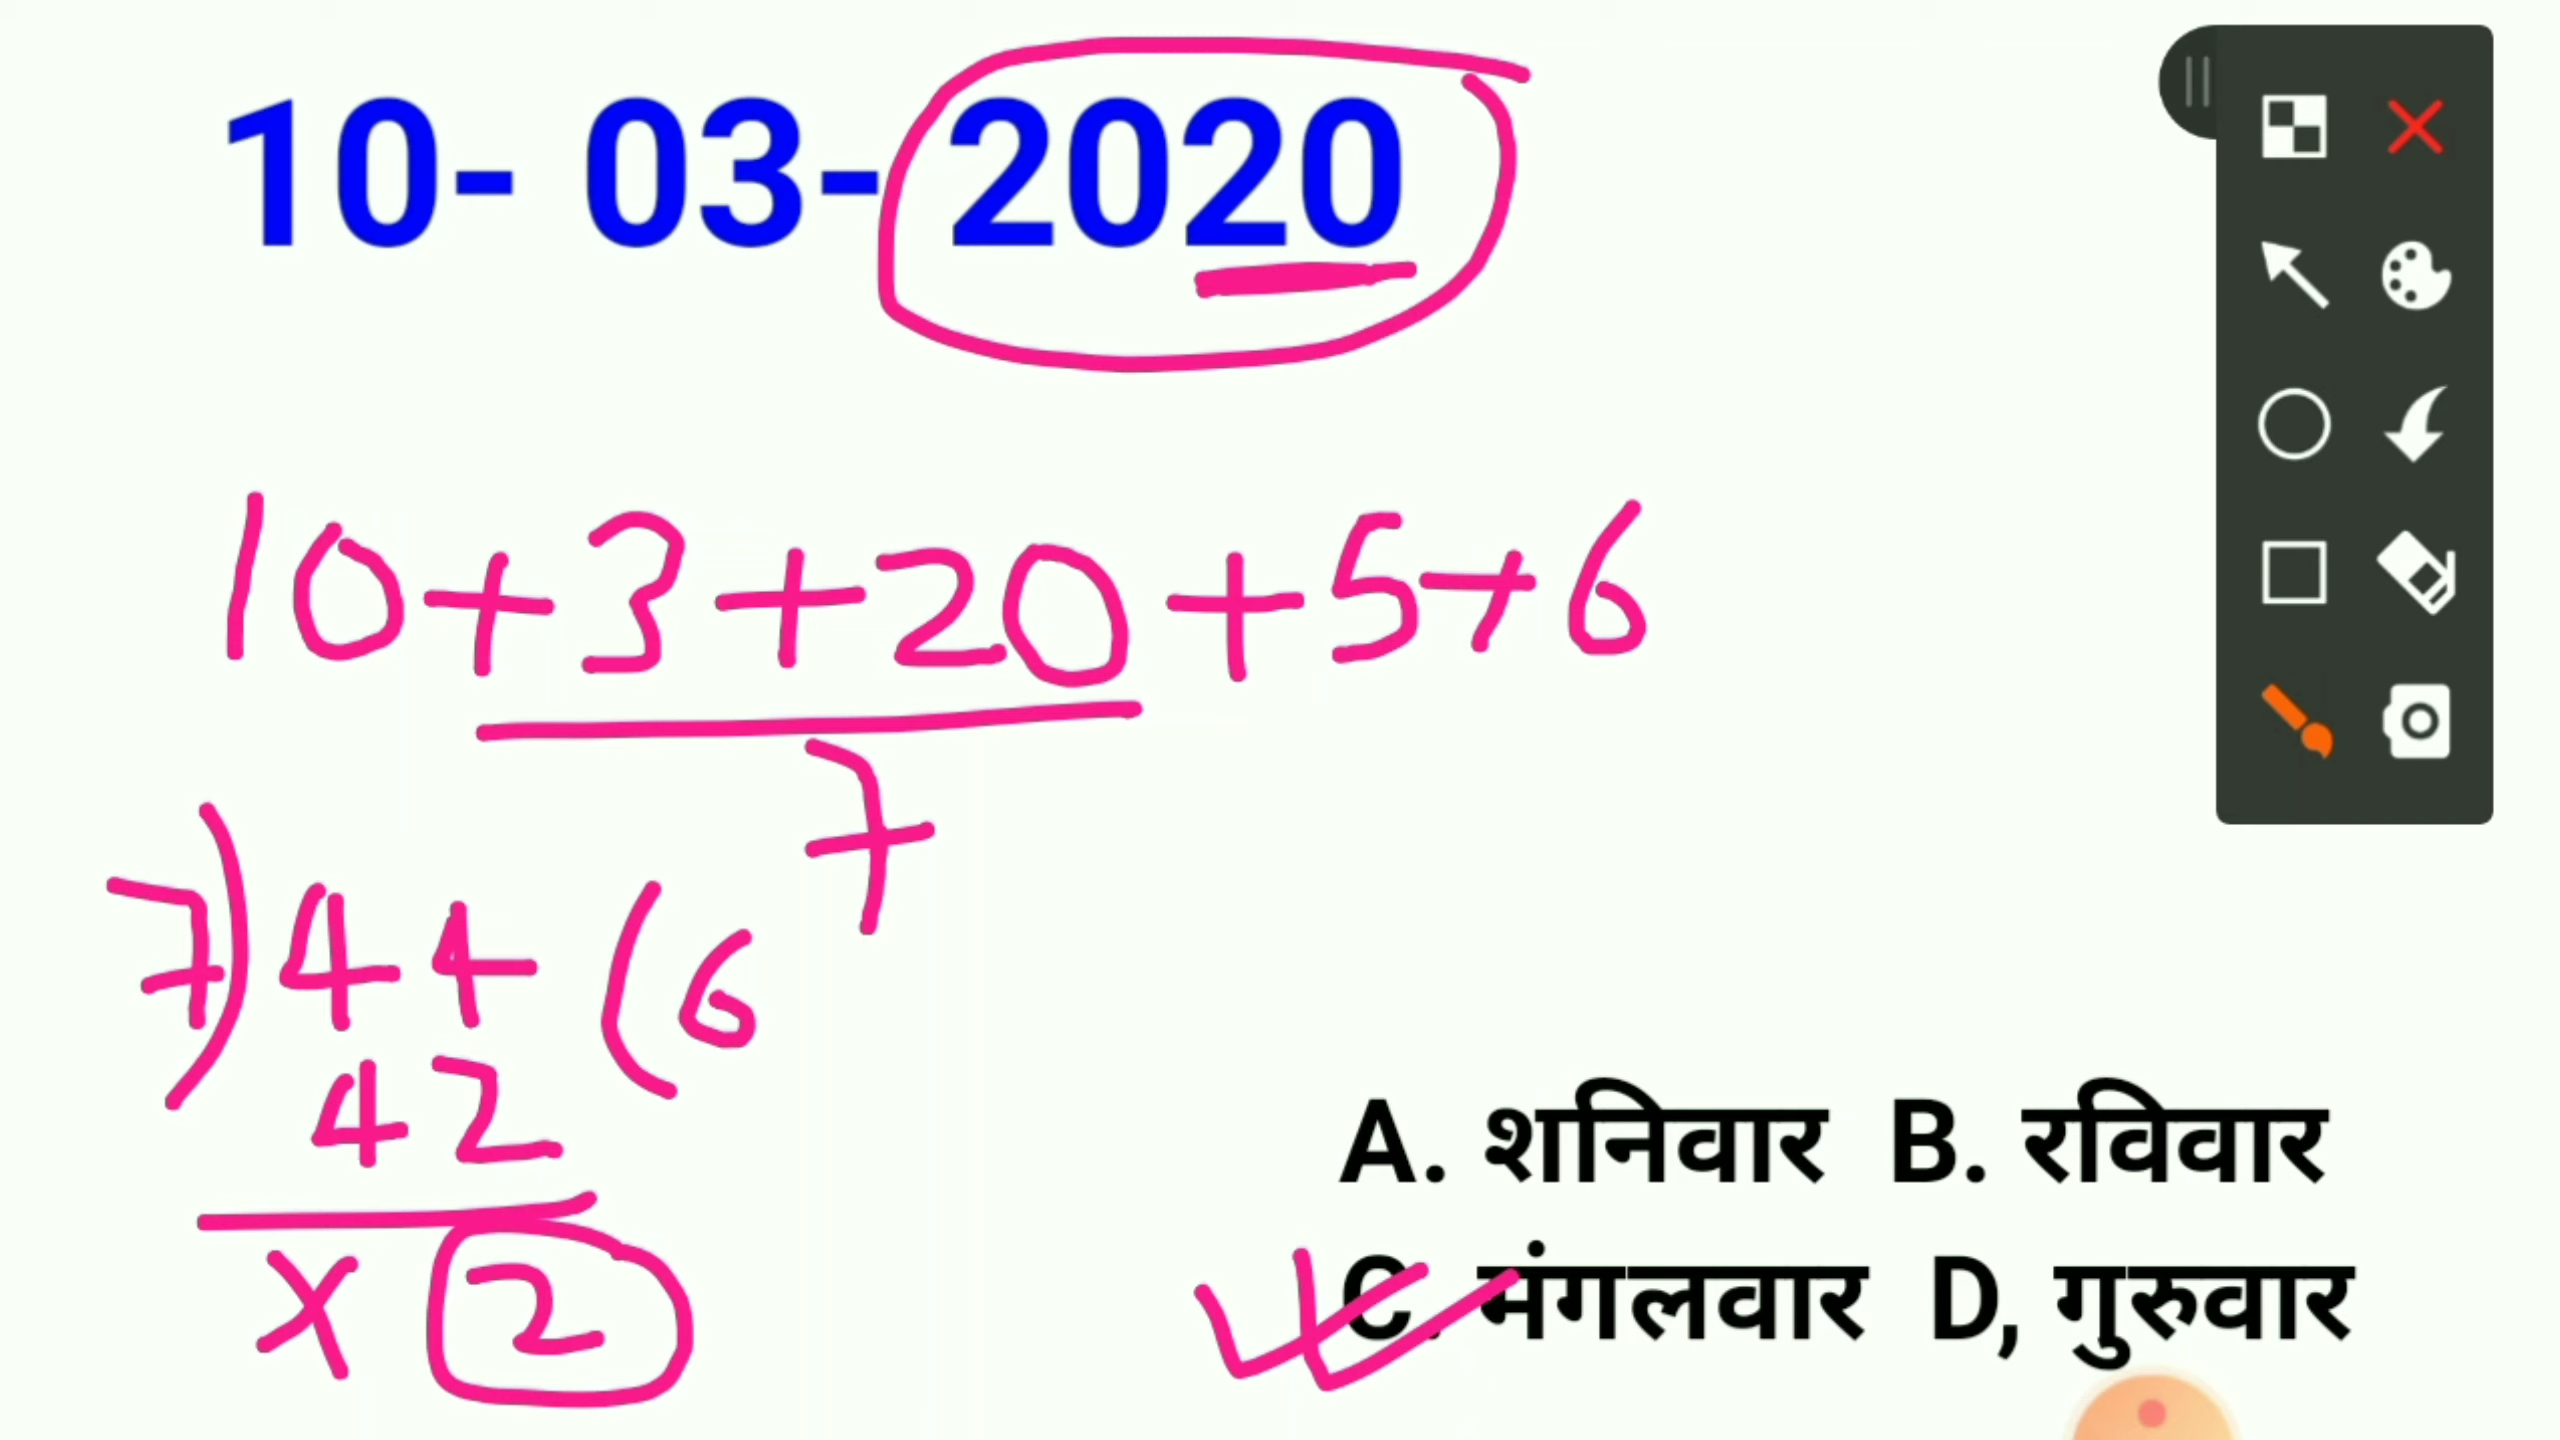 10- 03- 2020
10+3+20+5+6
7
7)44(6
42
x 2
A. शनिवार B. रविवार
C. मंगलवार D, गुरुवार